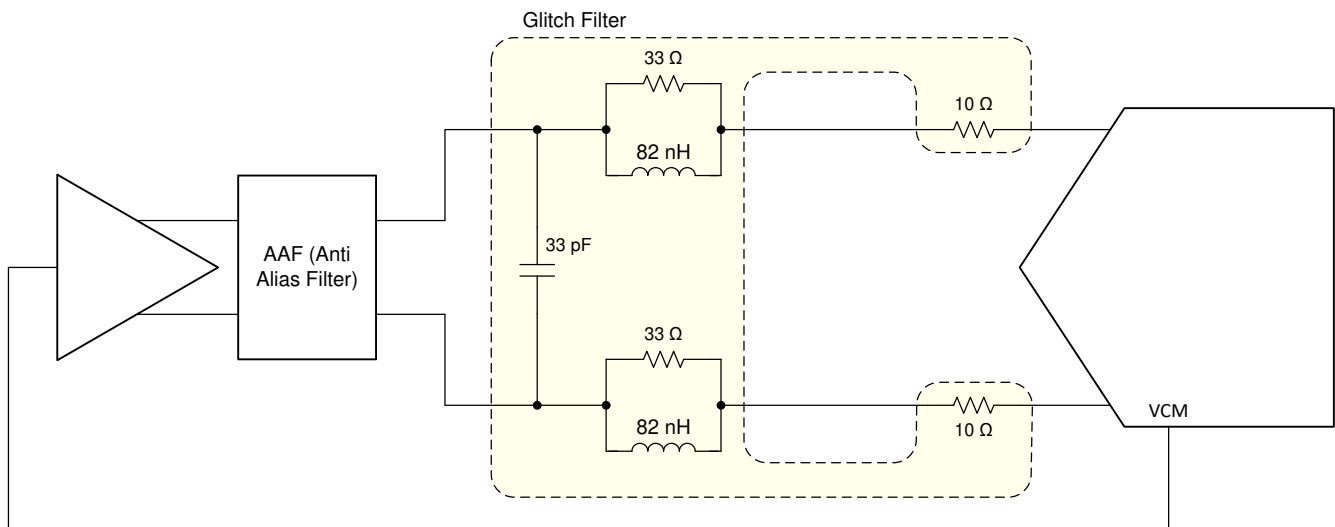 Glitch Filter
33 Ω
10 Ω
82 nH
AAF (Anti
Alias Filter)
33 pF
33 Ω
10 Ω
82 nH
VCM